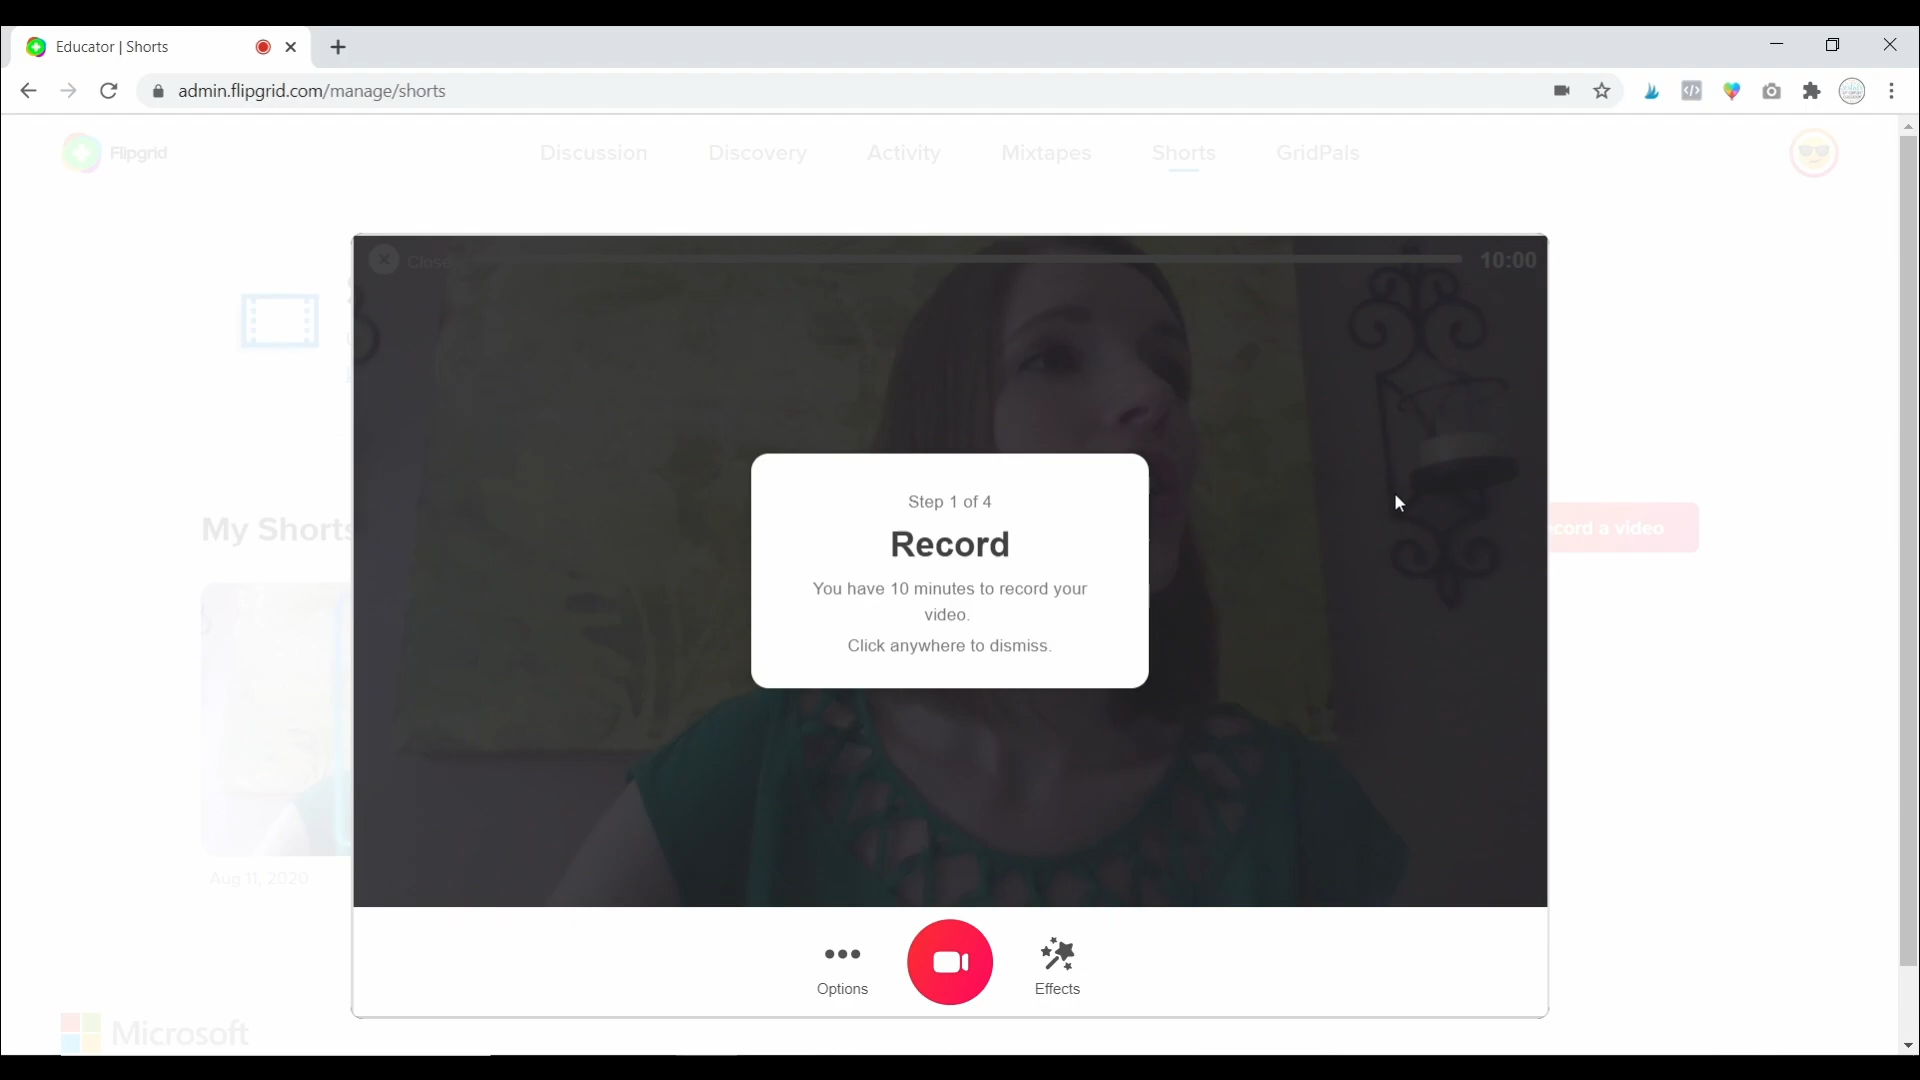 Educator | Shorts
admin.flipgrid.com/manage/shorts
Flipgrid
Discussion
Discovery
Activity
Mixtapes
Shorts
GridPals
Close
10:00
Step 1 of 4
Record
You have 10 minutes to record your
video.
Click anywhere to dismiss.
My Shorts
cord a video
Aug 11, 2020
Options
Effects
Microsoft